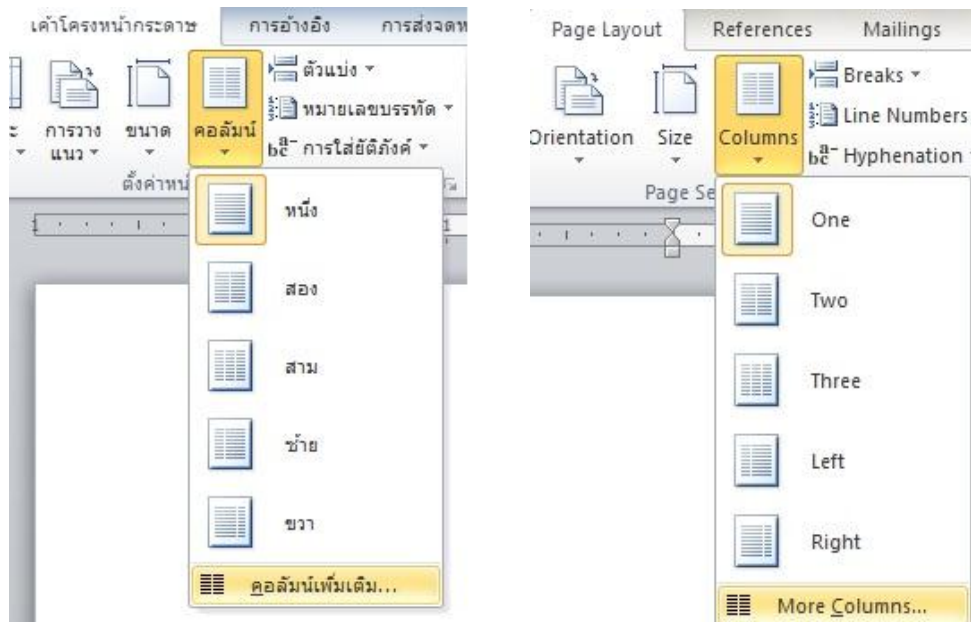 เค้าโครงหน้ากระดาษ การอ้างอิง
ตัวแบ่ง
หมายเลขบรรทัด
การวาง ขนาด คอลัมน์
แนว
การใส่ยัติภังค์
หนึ่ง
สอง
สาม
ซ้าย
ขวา
คอลัมน์เพิ่มเติม...
Page Layout References Mailings
Breaks
Line Numbers
Orientation Size Columns
Hyphenation
One
Two
Three
Left
Right
More Columns...